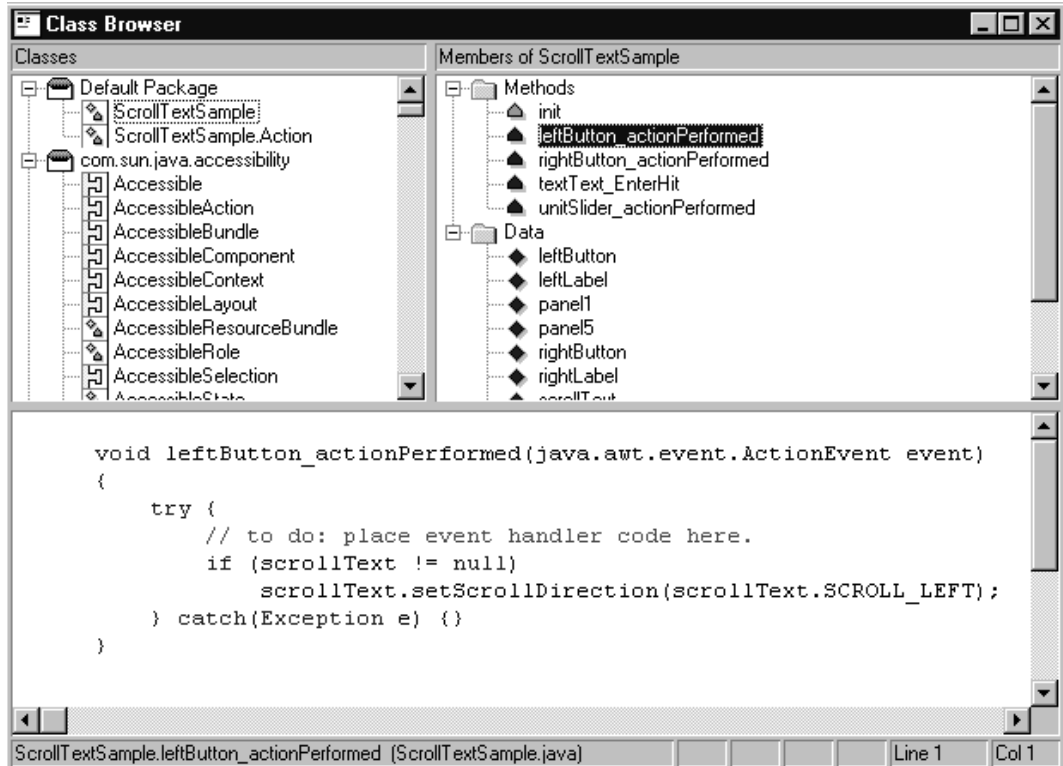 Class Browser
Classes
Default Package
ScrollTextSample
ScrollTextSample.Action
com.sun.java.accessibility
Accessible
AccessibleAction
AccessibleBundle
AccessibleComponent
AccessibleContext
AccessibleLayout
AccessibleResourceBundle
AccessibleRole
AccessibleSelection
AccessibleState
Members of ScrollTextSample
Methods
init
leftButton_actionPerformed
rightButton_actionPerformed
textText_EnterHit
unitSlider_actionPerformed
Data
leftButton
leftLabel
panel1
panel5
rightButton
rightLabel
scrollText
void leftButton_actionPerformed(java.awt.event.ActionEvent event)
{
try {
// to do: place event handler code here.
if (scrollText != null)
scrollText.setScrollDirection(scrollText.SCROLL_LEFT);
} catch(Exception e) {}
}
ScrollTextSample.leftButton_actionPerformed (ScrollTextSample.java)
Line 1
Col 1